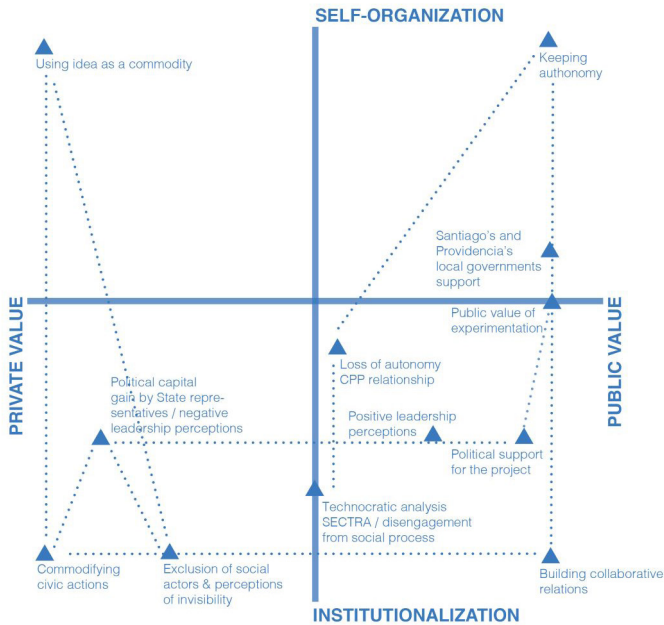 SELF-ORGANIZATION
Using idea as a commodity
Keeping
authonomy
Santiago's and
Providencia's
local governments
support
PRIVATE VALUE
PUBLIC VALUE
Public value of
experimentation
Loss of autonomy
CPP relationship
Political capital
gain by State repre-
sentatives / negative
leadership perceptions
Positive leadership
perceptions
Political support
for the project
Technocratic analysis
SECTRA / disengagement
from social process
Commodifying
civic actions
Exclusion of social
actors & perceptions
of invisibility
Building collaborative
relations
INSTITUTIONALIZATION